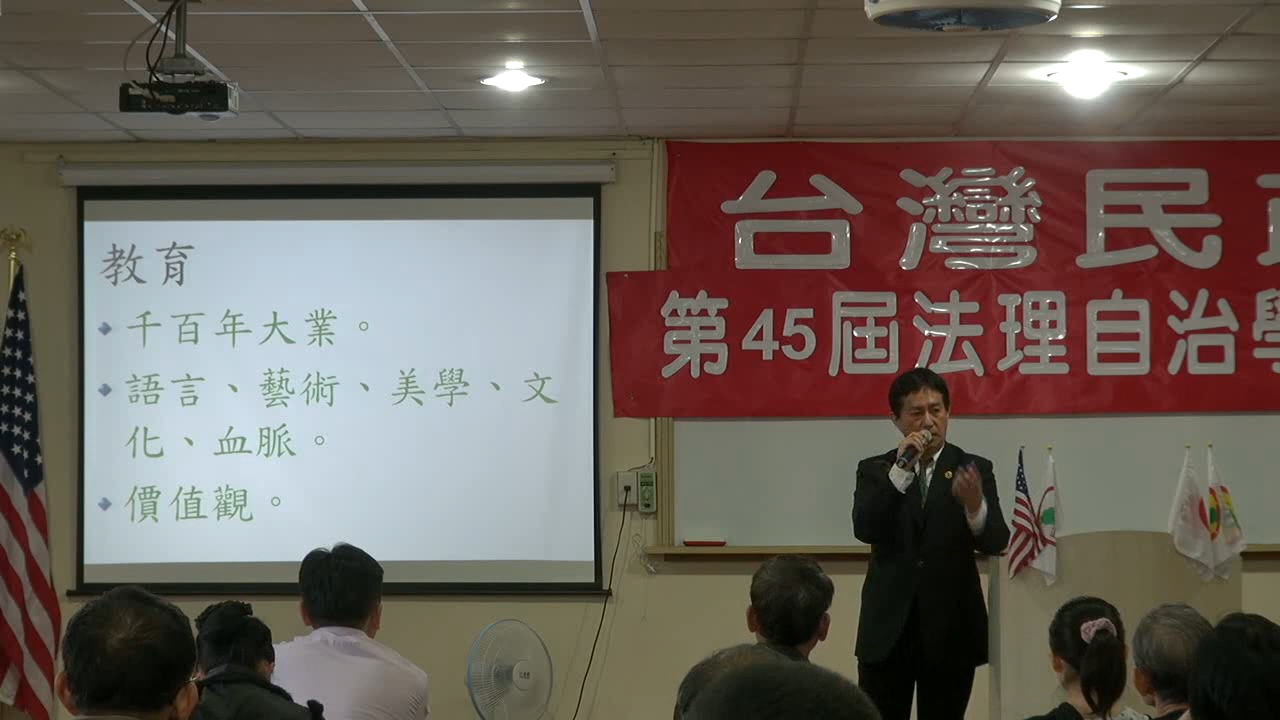 教育
千百年大業。
語言、藝術、美學、文
化、血脈。
價值觀。
台灣民
第45屆法理自治學